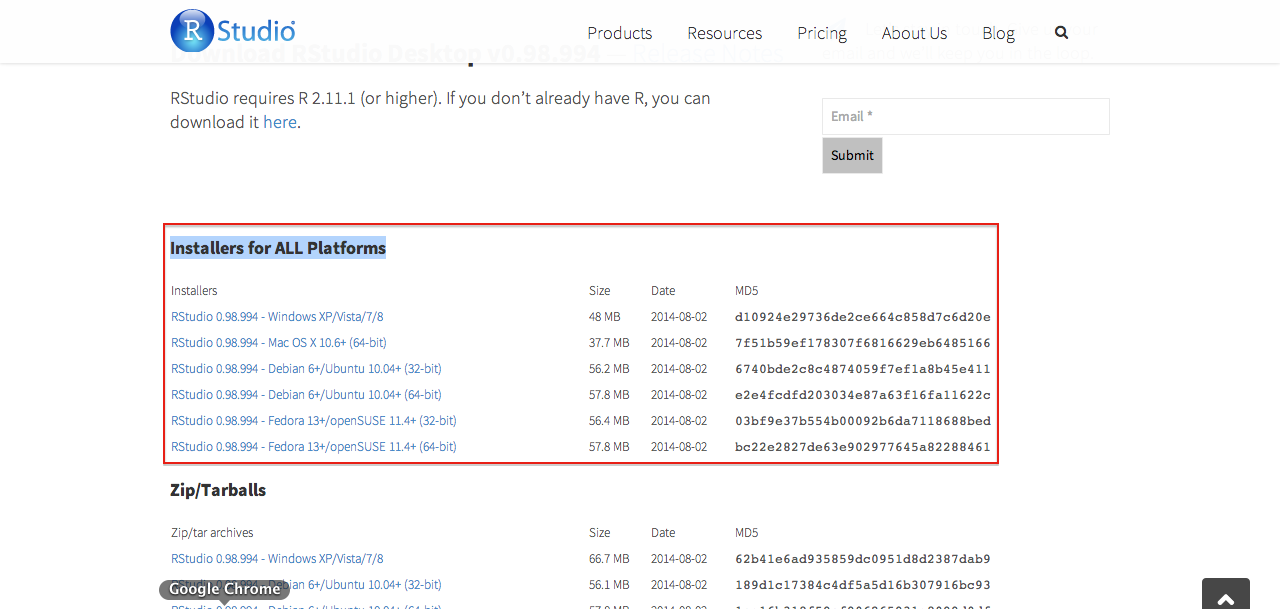 R Studio
Products Resources Pricing About Us Blog
Download RStudio Desktop v0.98.994 — Release Notes
RStudio requires R 2.11.1 (or higher). If you don’t already have R, you can
download it here.
Email *
Submit
Installers for ALL Platforms
Installers Size Date MD5
RStudio 0.98.994 - Windows XP/Vista/7/8 48 MB 2014-08-02 d10924e29736de2ce664c858d7c6d20e
RStudio 0.98.994 - Mac OS X 10.6+ (64-bit) 37.7 MB 2014-08-02 7f51b59ef178307f6816629eb6485166
RStudio 0.98.994 - Debian 6+/Ubuntu 10.04+ (32-bit) 56.2 MB 2014-08-02 6740bde2c8c4874059f7ef1a8b45e411
RStudio 0.98.994 - Debian 6+/Ubuntu 10.04+ (64-bit) 57.8 MB 2014-08-02 e2e4fcdfd203034e87a63f16fa11622c
RStudio 0.98.994 - Fedora 13+/openSUSE 11.4+ (32-bit) 56.4 MB 2014-08-02 03bf9e37b554b00092b6da7118688bed
RStudio 0.98.994 - Fedora 13+/openSUSE 11.4+ (64-bit) 57.8 MB 2014-08-02 bc22e2827de63e902977645a82288461
Zip/Tarballs
Zip/tar archives Size Date MD5
RStudio 0.98.994 - Windows XP/Vista/7/8 66.7 MB 2014-08-02 62b41e6ad935859dc0951d8d2387dab9
RStudio 0.98.994 - Debian 6+/Ubuntu 10.04+ (32-bit) 56.1 MB 2014-08-02 189d1c17384c4df5a5d16b307916bc93
Google Chrome